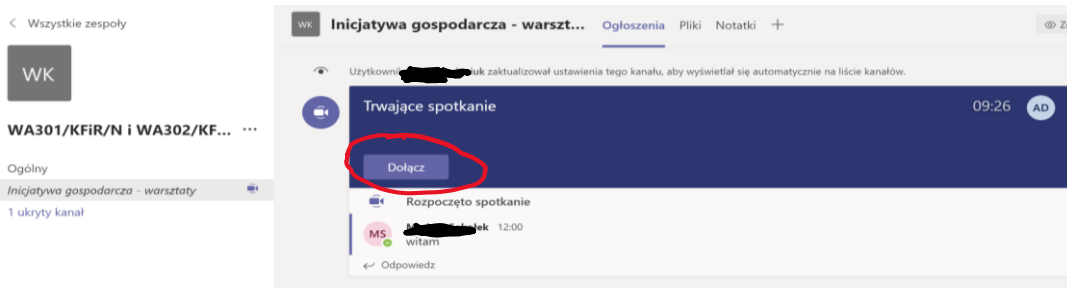 Wszystkie zespoły
WK
WA301/KFiR/N i WA302/KF... ...
Ogólny
Inicjatywa gospodarcza - warsztaty
1 ukryty kanał
WK Inicjatywa gospodarcza - warszt... Ogłoszenia Pliki Notatki +
zaktualizował ustawienia tego kanału, aby wyświetlał się automatycznie na liście kanałów.
Trwające spotkanie 09:26 AD
Dołącz
Rozpoczęto spotkanie
MS 12:00
witam
Odpowiedz